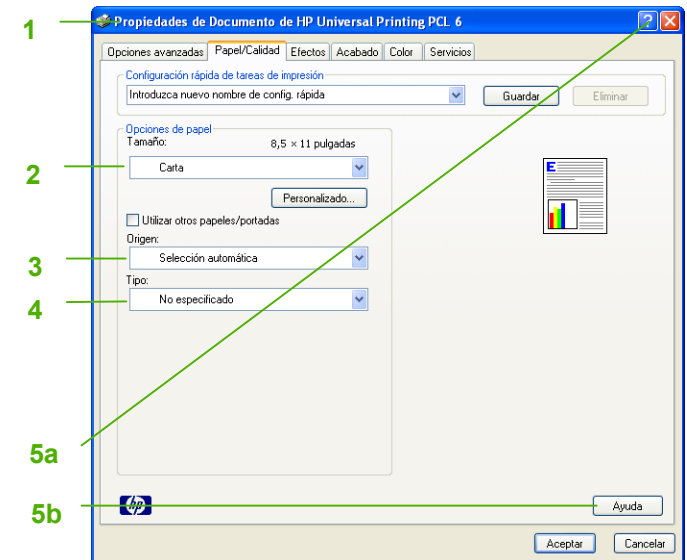 1
Propiedades de Documento de HP Universal Printing PCL 6
?
Opciones avanzadas Papel/Calidad Efectos Acabado Color Servicios
Configuración rápida de tareas de impresión
Introduzca nuevo nombre de config. rápida Guardar Eliminar
Opciones de papel
Tamaño: 8,5 × 11 pulgadas
2
Carta
E
Personalizado...
Utilizar otros papeles/portadas
Origen:
3
Selección automática
Tipo:
4
No especificado
5a
5b
hp
Ayuda
Aceptar Cancelar